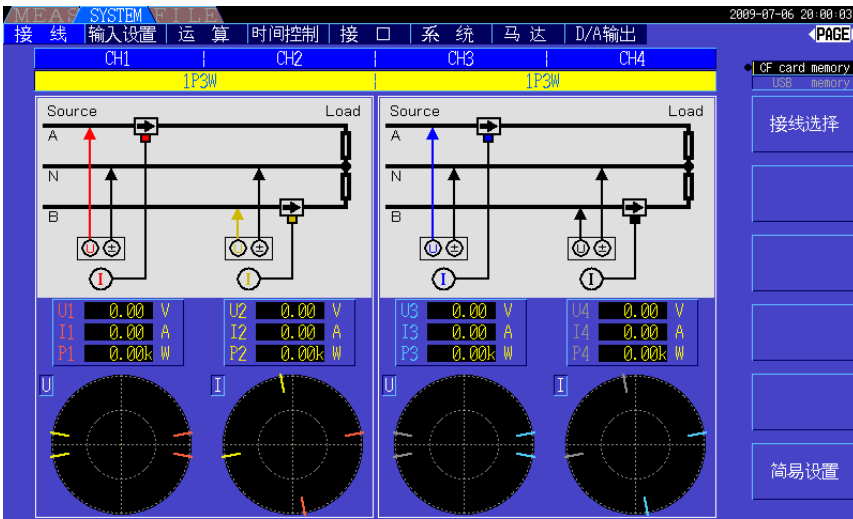 MEAS SYSTEM FILE 2009-07-06 20:00:03
接 线 输入设置 运 算 时间控制 接 口 系 统 马 达 D/A输出 PAGE
CH1 CH2 CH3 CH4
1P3W 1P3W
CF card memory
USB memory
接线选择
Source Load Source Load
A A
N N
B B
U ± U ± U ± U ±
I I I I
U1 0.00 V U2 0.00 V U3 0.00 V U4 0.00 V
I1 0.00 A I2 0.00 A I3 0.00 A I4 0.00 A
P1 0.00k W P2 0.00k W P3 0.00k W P4 0.00k W
U I U I
简易设置